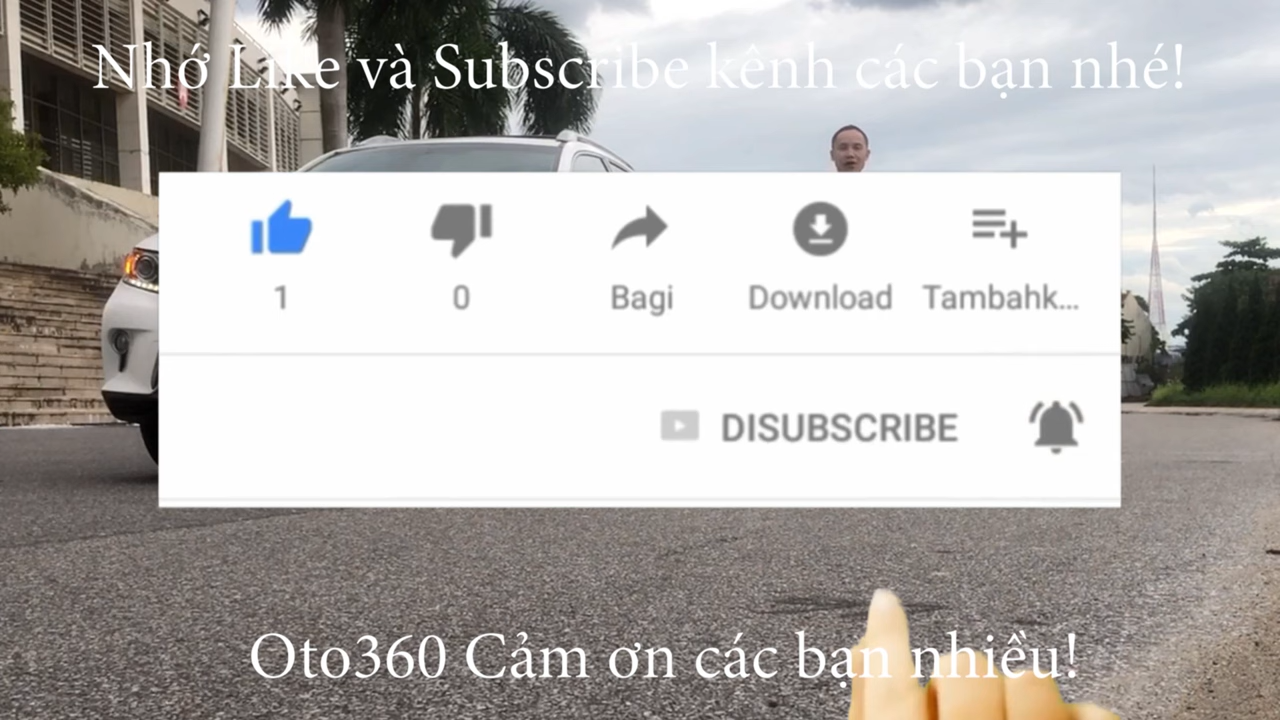 Nhớ Like và Subscribe kênh các bạn nhé!
1 0 Bagi Download Tambahk...
DISUBSCRIBE
Oto360 Cảm ơn các bạn nhiều!